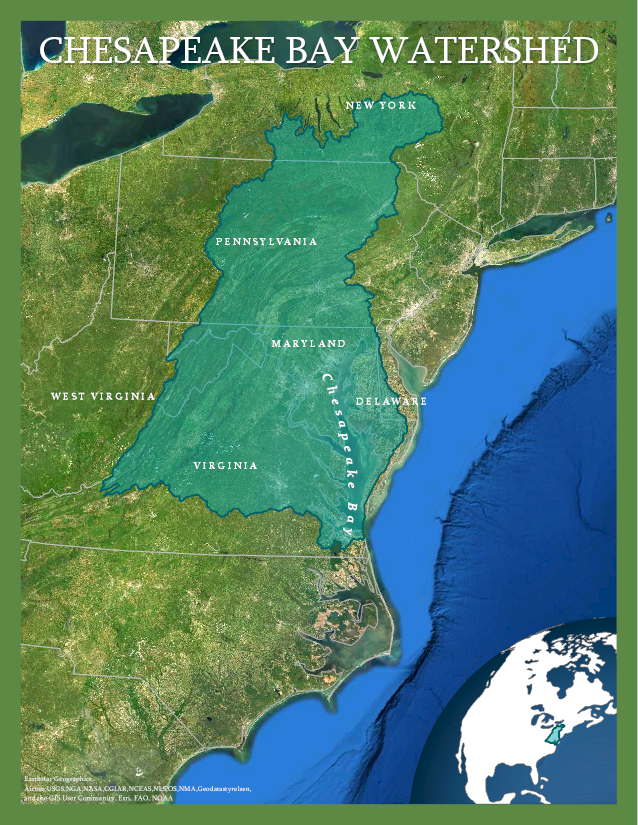 CHESAPEAKE BAY WATERSHED
NEW YORK
PENNSYLVANIA
MARYLAND
WEST VIRGINIA
DELAWARE
Chesapeake Bay
VIRGINIA
Earthstar Geographics,
Airbus,USGS,NGA,NASA,CGIAR,NCEAS,NLS,OS,NMA,Geodatastyrelsen,
and the GIS User Community, Esri, FAO, NOAA